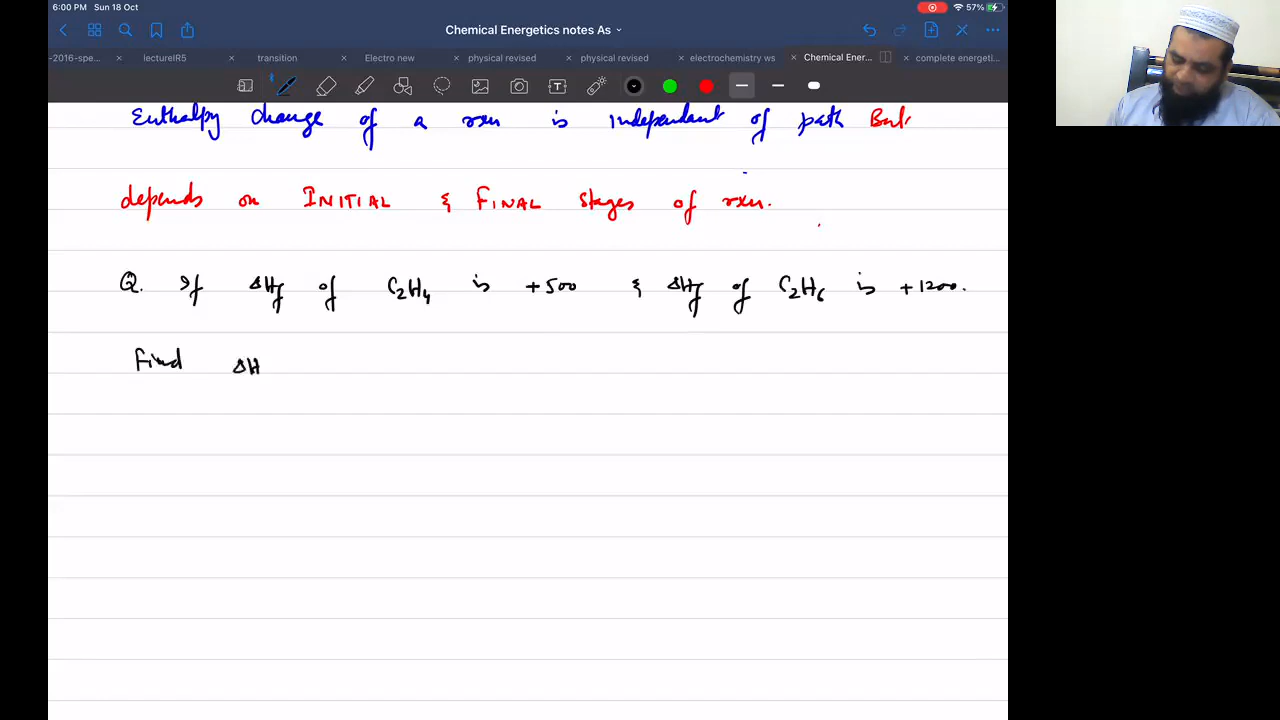 6:00 PM Sun 18 Oct 57%
Chemical Energetics notes As
-2016-spe... lectureIR5 transition Electro new physical revised physical revised electrochemistry ws Chemical Ener... complete energeti...
Enthalpy change of a rxn is independant of path But
depends on INITIAL & FINAL stages of rxn.
Q. If ΔHf of C2H4 is +500 & ΔHf of C2H6 is +1200.
Find ΔH